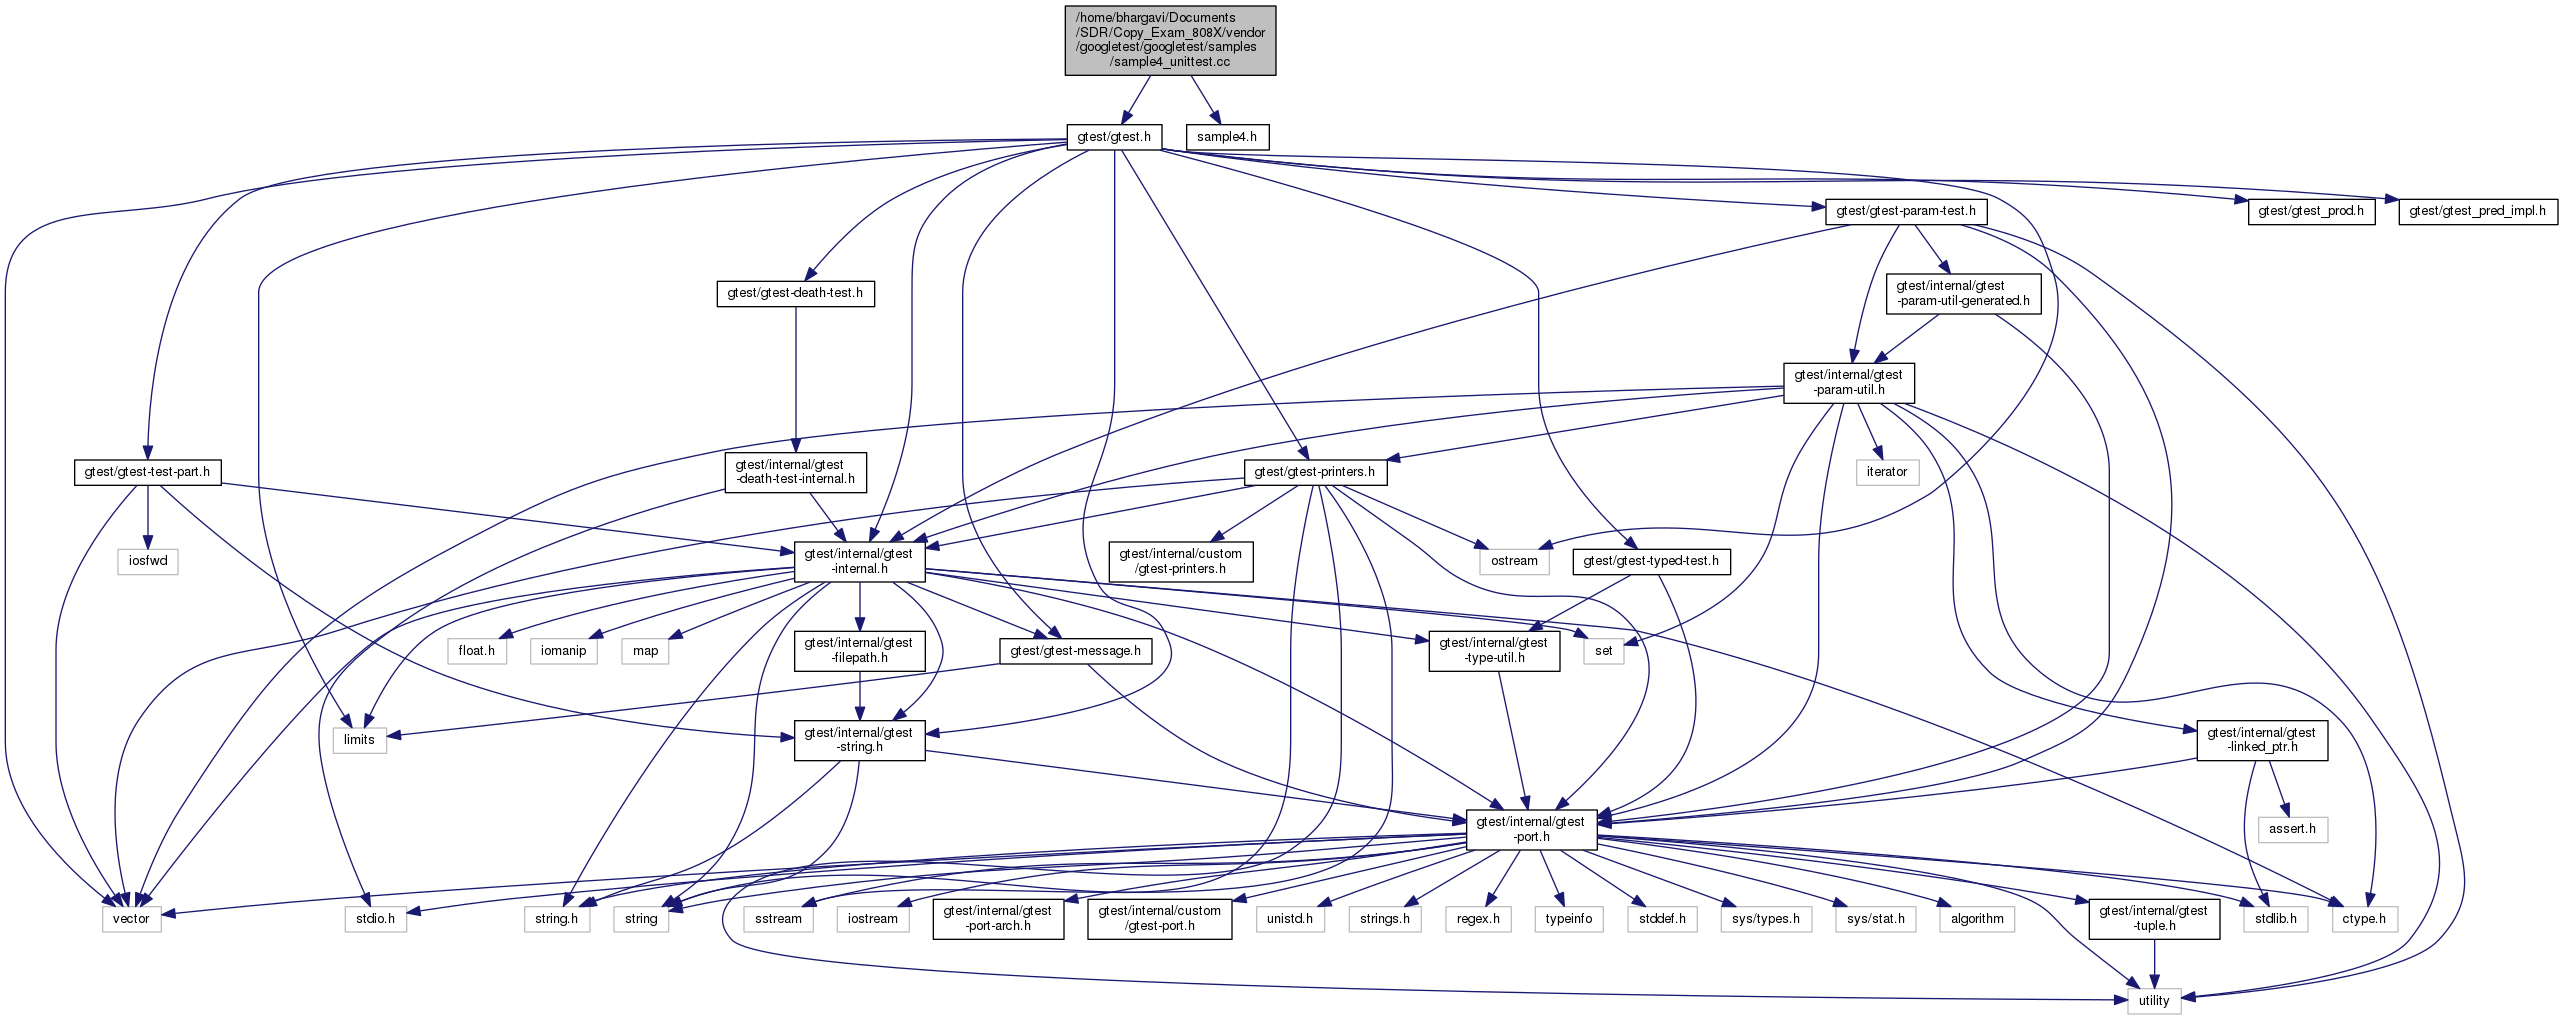 /home/bhargavi/Documents
/SDR/Copy_Exam_808X/vendor
/googletest/googletest/samples
/sample4_unittest.cc
gtest/gtest.h
sample4.h
gtest/gtest-param-test.h
gtest/gtest_prod.h
gtest/gtest_pred_impl.h
gtest/gtest-death-test.h
gtest/internal/gtest
-param-util-generated.h
gtest/internal/gtest
-param-util.h
gtest/gtest-test-part.h
gtest/internal/gtest
-death-test-internal.h
gtest/gtest-printers.h
iterator
iosfwd
gtest/internal/gtest
-internal.h
gtest/internal/custom
/gtest-printers.h
ostream
gtest/gtest-typed-test.h
float.h
iomanip
map
gtest/internal/gtest
-filepath.h
gtest/gtest-message.h
gtest/internal/gtest
-type-util.h
set
limits
gtest/internal/gtest
-string.h
gtest/internal/gtest
-linked_ptr.h
gtest/internal/gtest
-port.h
assert.h
vector
stdio.h
string.h
string
sstream
iostream
gtest/internal/gtest
-port-arch.h
gtest/internal/custom
/gtest-port.h
unistd.h
strings.h
regex.h
typeinfo
stddef.h
sys/types.h
sys/stat.h
algorithm
gtest/internal/gtest
-tuple.h
stdlib.h
ctype.h
utility